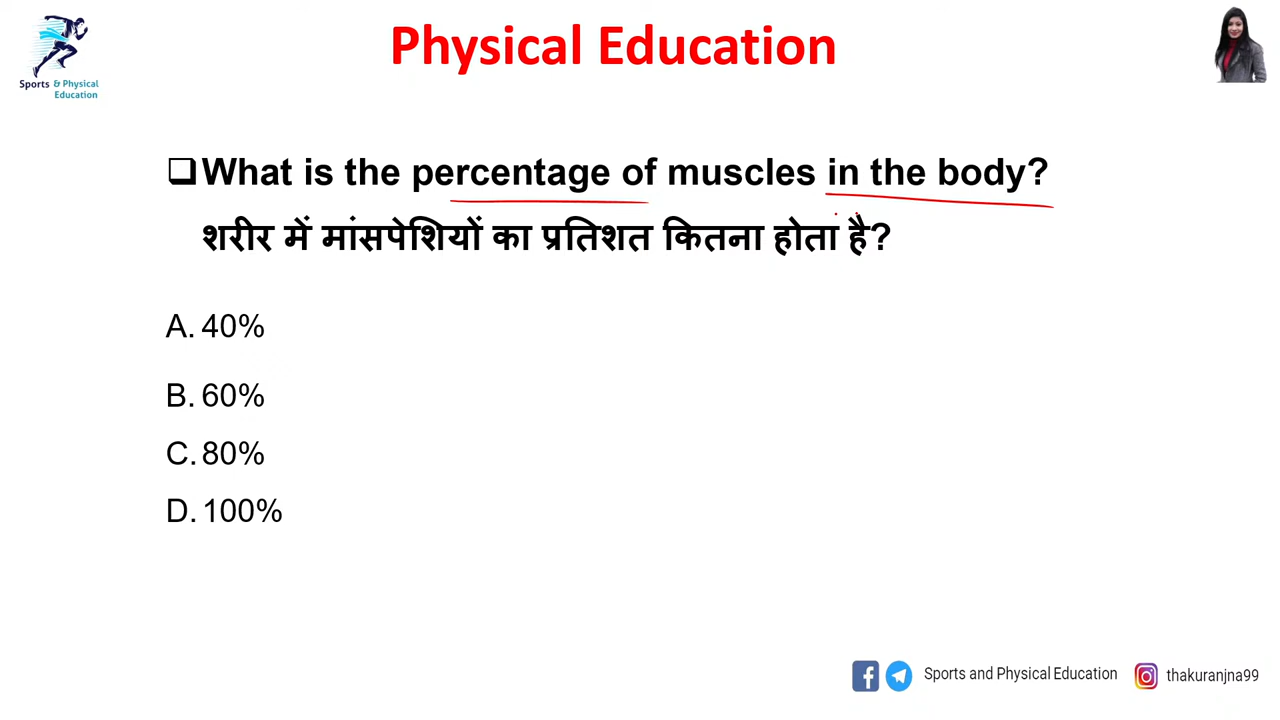 Physical Education
Sports & Physical
Education
❑What is the percentage of muscles in the body?
शरीर में मांसपेशियों का प्रतिशत कितना होता है?
A. 40%
B. 60%
C. 80%
D. 100%
Sports and Physical Education
thakuranjna99